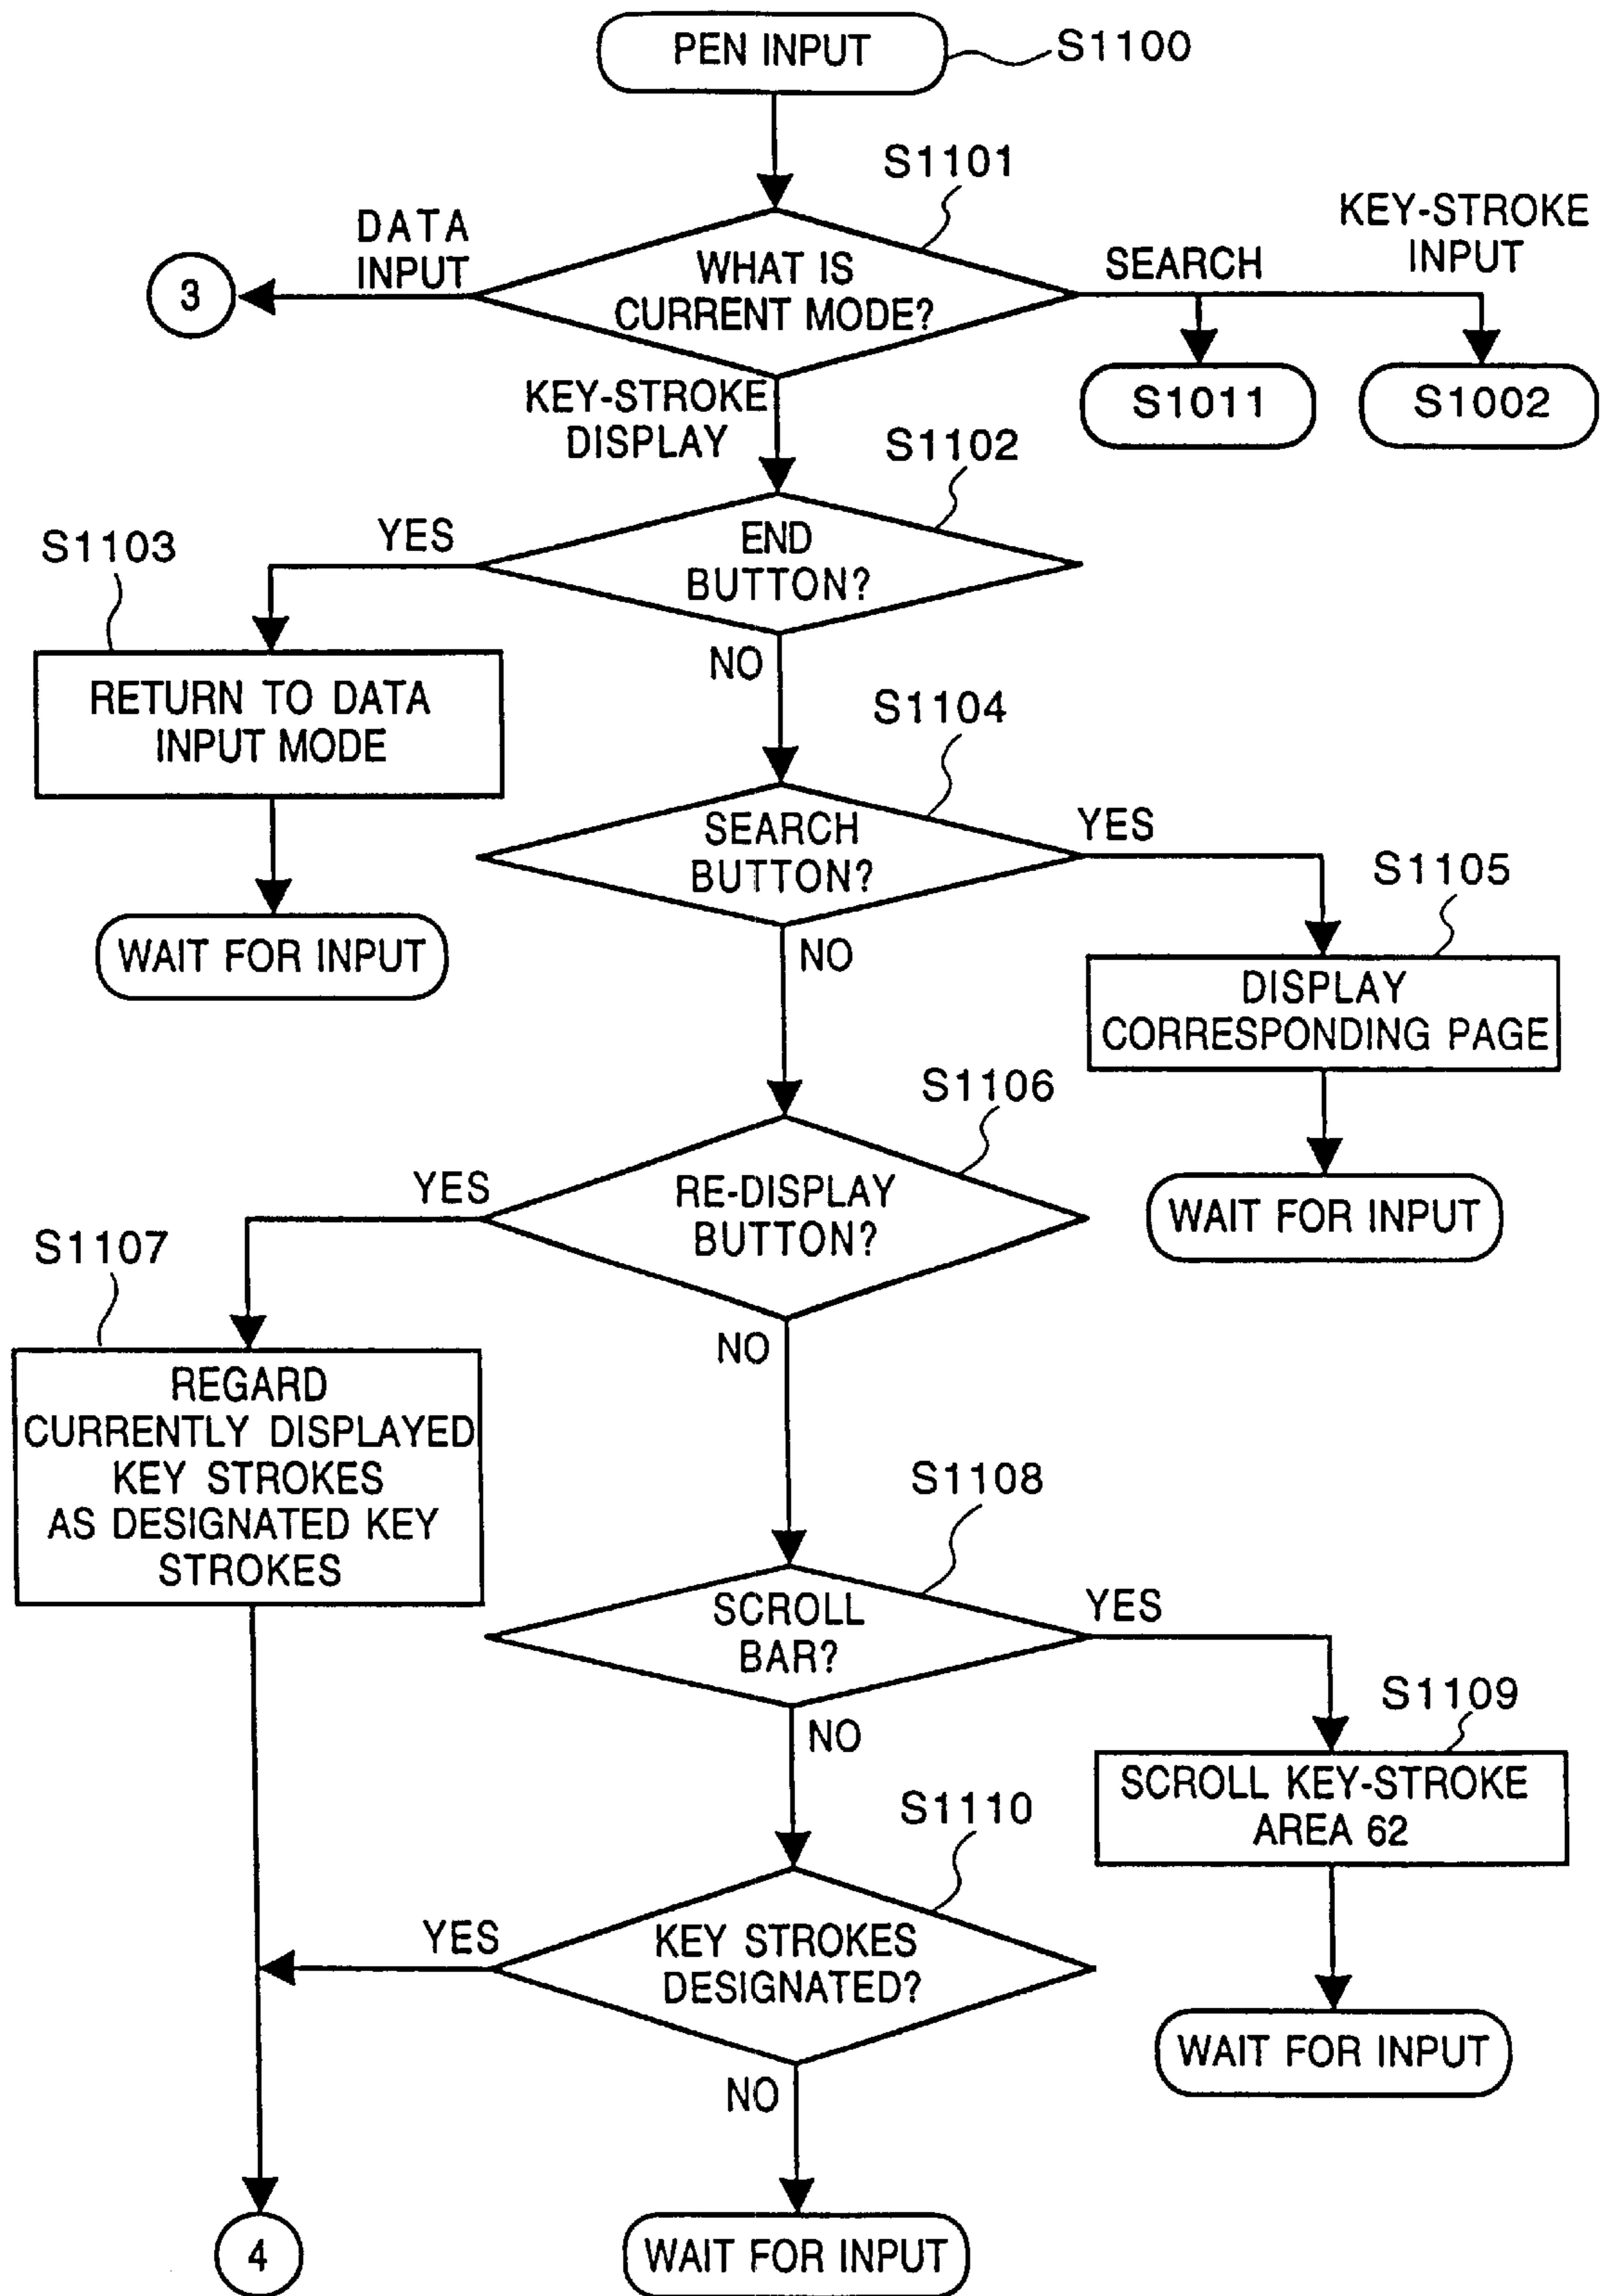 PEN INPUT
S1100
S1101
DATA
INPUT
3
WHAT IS
CURRENT MODE?
SEARCH
KEY-STROKE
INPUT
S1011
S1002
KEY-STROKE
DISPLAY
S1102
END
BUTTON?
YES
S1103
NO
RETURN TO DATA
INPUT MODE
WAIT FOR INPUT
S1104
SEARCH
BUTTON?
YES
S1105
NO
DISPLAY
CORRESPONDING PAGE
WAIT FOR INPUT
S1106
RE-DISPLAY
BUTTON?
YES
S1107
NO
REGARD
CURRENTLY DISPLAYED
KEY STROKES
AS DESIGNATED KEY
STROKES
S1108
SCROLL
BAR?
YES
S1109
NO
SCROLL KEY-STROKE
AREA 62
WAIT FOR INPUT
S1110
KEY STROKES
DESIGNATED?
YES
NO
4
WAIT FOR INPUT